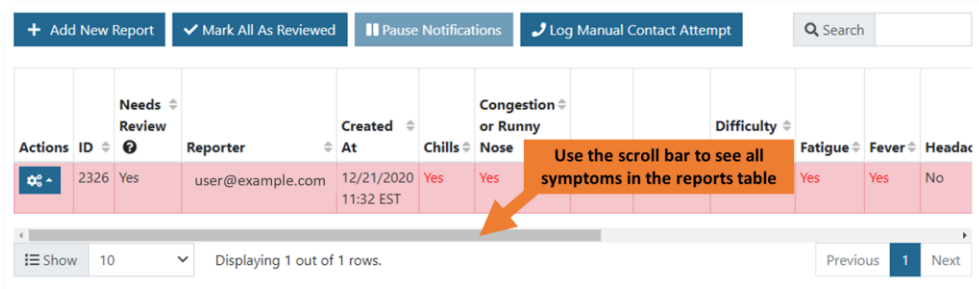 + Add New Report ✓ Mark All As Reviewed Pause Notifications Log Manual Contact Attempt Search
Needs
Review
Congestion
or Runny
Nose
Actions ID Reporter Created
At Chills Difficulty Fatigue Fever Headac
Use the scroll bar to see all
symptoms in the reports table
2326 Yes user@example.com 12/21/2020
11:32 EST Yes Yes Yes Yes No
Show 10 Displaying 1 out of 1 rows. Previous 1 Next